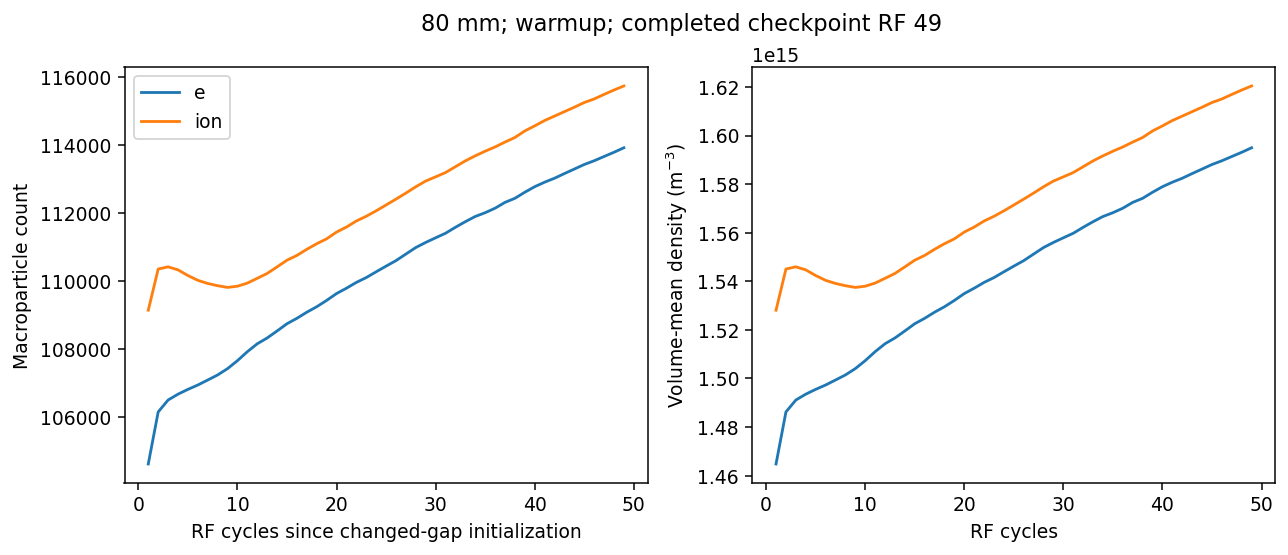 80 mm; warmup; completed checkpoint RF 49
1e15
116000
114000
112000
110000
108000
106000
Macroparticle count
e
ion
0 10 20 30 40 50
RF cycles since changed-gap initialization
1.62
1.60
1.58
1.56
1.54
1.52
1.50
1.48
1.46
Volume-mean density (m⁻³)
0 10 20 30 40 50
RF cycles